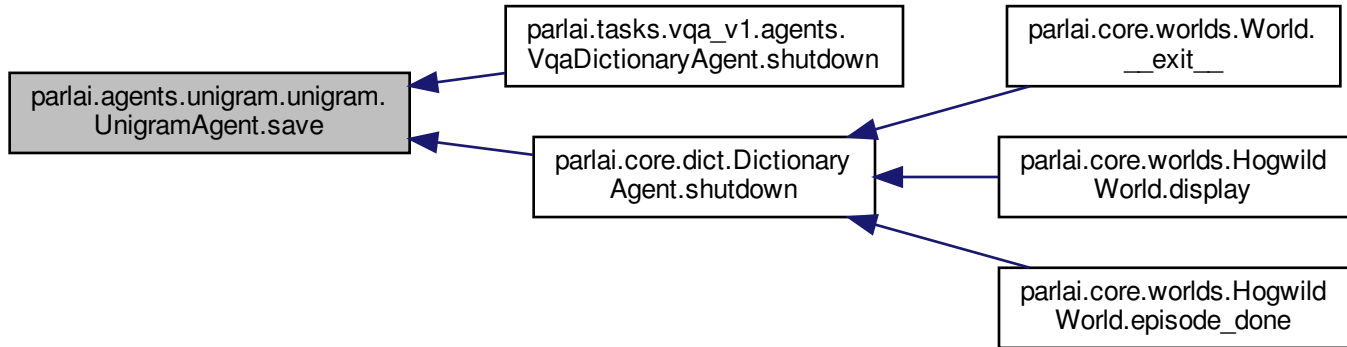 parlai.agents.unigram.unigram.
UnigramAgent.save
parlai.tasks.vqa_v1.agents.
VqaDictionaryAgent.shutdown
parlai.core.dict.Dictionary
Agent.shutdown
parlai.core.worlds.World.
__exit__
parlai.core.worlds.Hogwild
World.display
parlai.core.worlds.Hogwild
World.episode_done